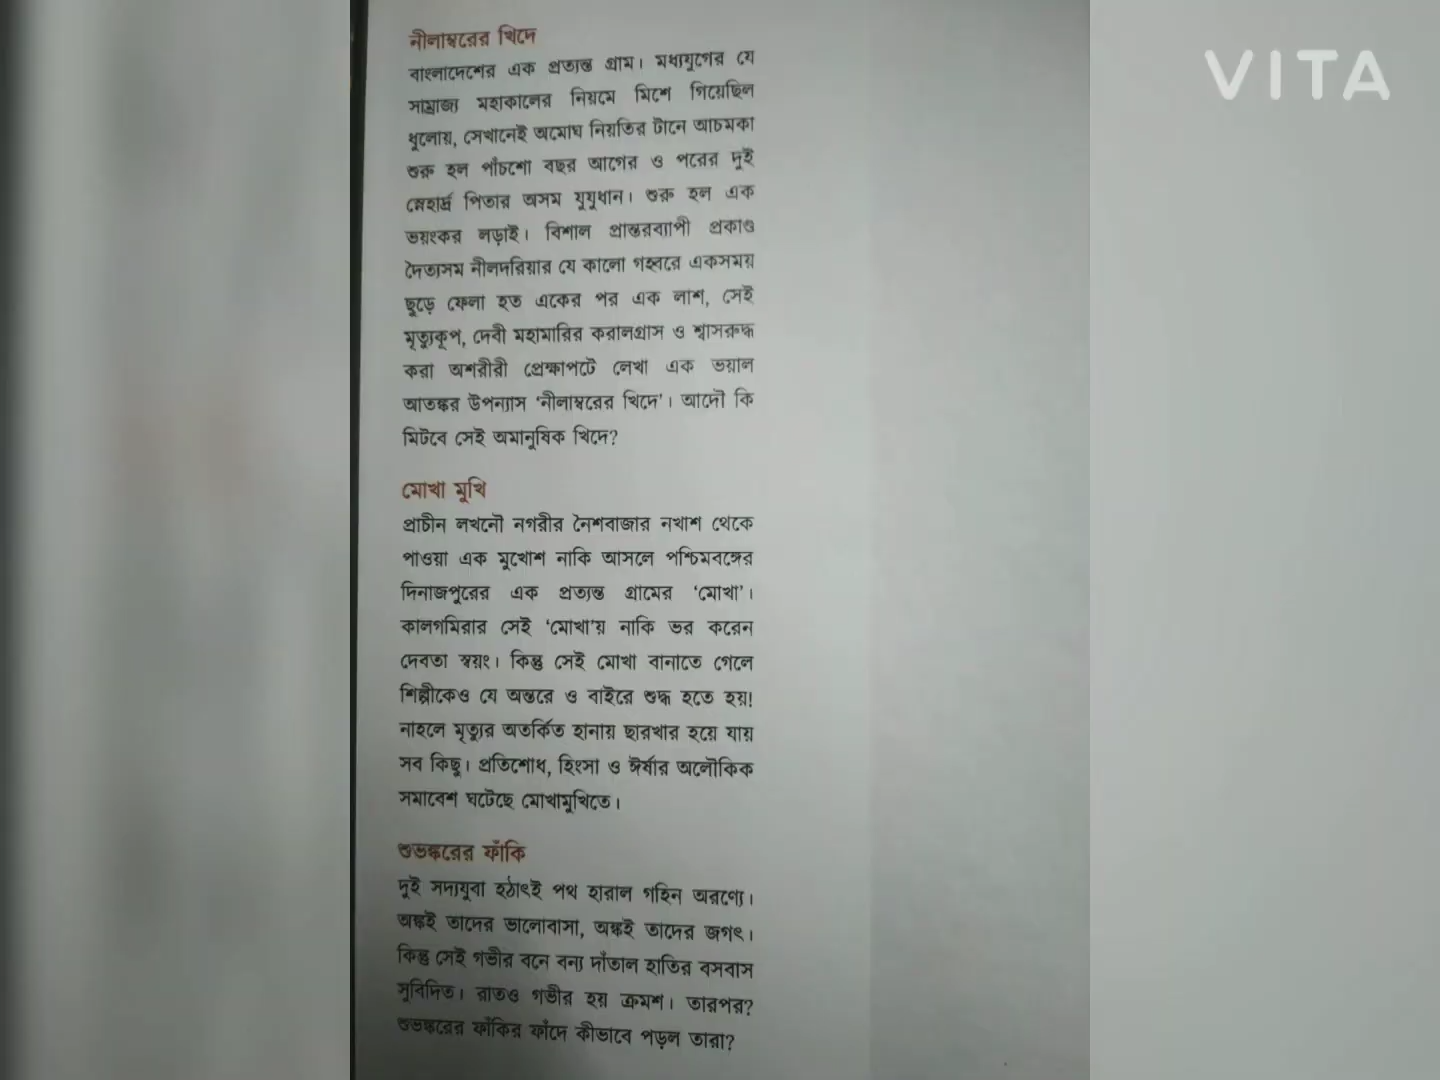 নীলাম্বরের খিদে
বাংলাদেশের এক প্রত্যন্ত গ্রাম। মধ্যযুগের যে
সাম্রাজ্য মহাকালের নিয়মে মিশে গিয়েছিল
ধুলোয়, সেখানেই অমোঘ নিয়তির টানে আচমকা
শুরু হল পাঁচশো বছর আগের ও পরের দুই
স্নেহার্দ্র পিতার অসম যুযুধান। শুরু হল এক
ভয়ংকর লড়াই। বিশাল প্রান্তরব্যাপী প্রকাণ্ড
দৈত্যসম নীলদরিয়ার যে কালো গহ্বরে একসময়
ছুড়ে ফেলা হত একের পর এক লাশ, সেই
মৃত্যুকূপ, দেবী মহামারির করালগ্রাস ও শ্বাসরুদ্ধ
করা অশরীরী প্রেক্ষাপটে লেখা এক ভয়াল
আতঙ্কর উপন্যাস ‘নীলাম্বরের খিদে’। আদৌ কি
মিটবে সেই অমানুষিক খিদে?
মোখা মুখি
প্রাচীন লখনৌ নগরীর নৈশবাজার নখাশ থেকে
পাওয়া এক মুখোশ নাকি আসলে পশ্চিমবঙ্গের
দিনাজপুরের এক প্রত্যন্ত গ্রামের ‘মোখা’।
কালগমিরার সেই ‘মোখা’য় নাকি ভর করেন
দেবতা স্বয়ং। কিন্তু সেই মোখা বানাতে গেলে
শিল্পীকেও যে অন্তরে ও বাইরে শুদ্ধ হতে হয়!
নাহলে মৃত্যুর অতর্কিত হানায় ছারখার হয়ে যায়
সব কিছু। প্রতিশোধ, হিংসা ও ঈর্ষার অলৌকিক
সমাবেশ ঘটেছে মোখামুখিতে।
শুভঙ্করের ফাঁকি
দুই সদ্যযুবা হঠাৎই পথ হারাল গহিন অরণ্যে।
অঙ্কই তাদের ভালোবাসা, অঙ্কই তাদের জগৎ।
কিন্তু সেই গভীর বনে বন্য দাঁতাল হাতির বসবাস
সুবিদিত। রাতও গভীর হয় ক্রমশ। তারপর?
শুভঙ্করের ফাঁকির ফাঁদে কীভাবে পড়ল তারা?
VITA